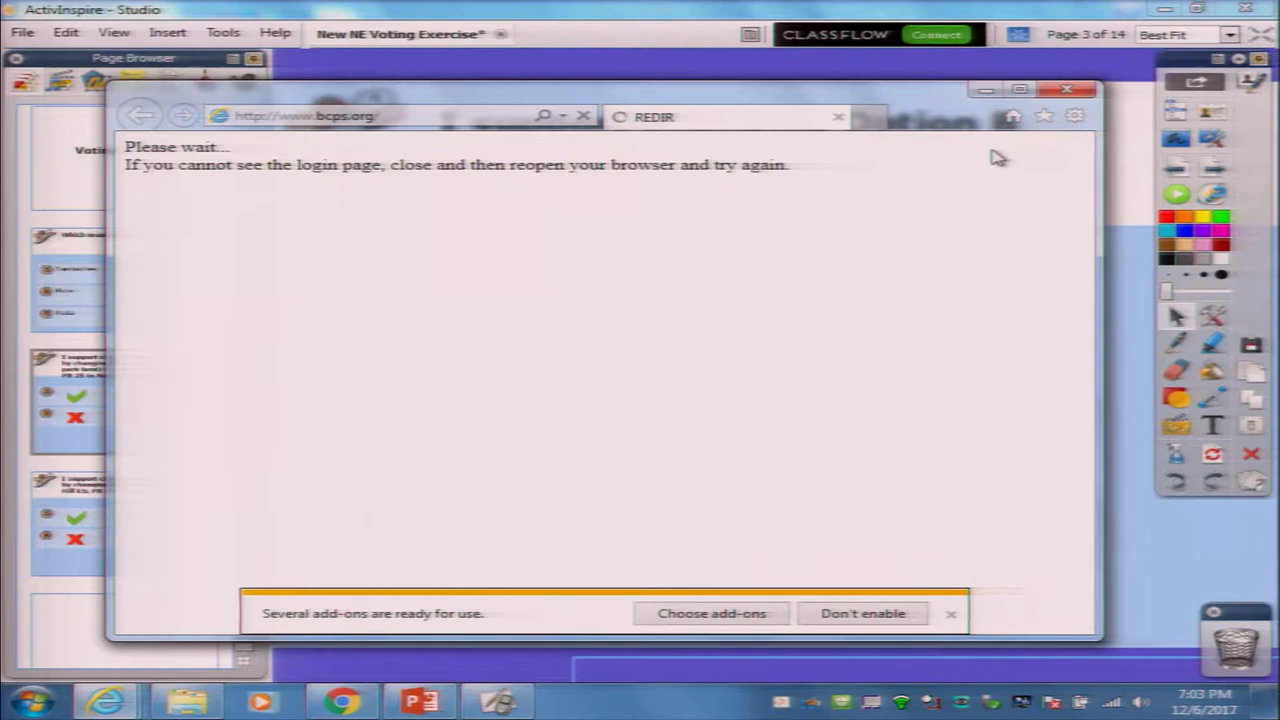 ActivInspire - Studio
File Edit View Insert Tools Help
New NE Voting Exercise*
CLASSFLOW Connect
Page 3 of 14
Best Fit
Page Browser
http://www.bcps.org/
REDIR
Please wait...
If you cannot see the login page, close and then reopen your browser and try again.
Several add-ons are ready for use.
Choose add-ons
Don't enable
7:03 PM
12/6/2017